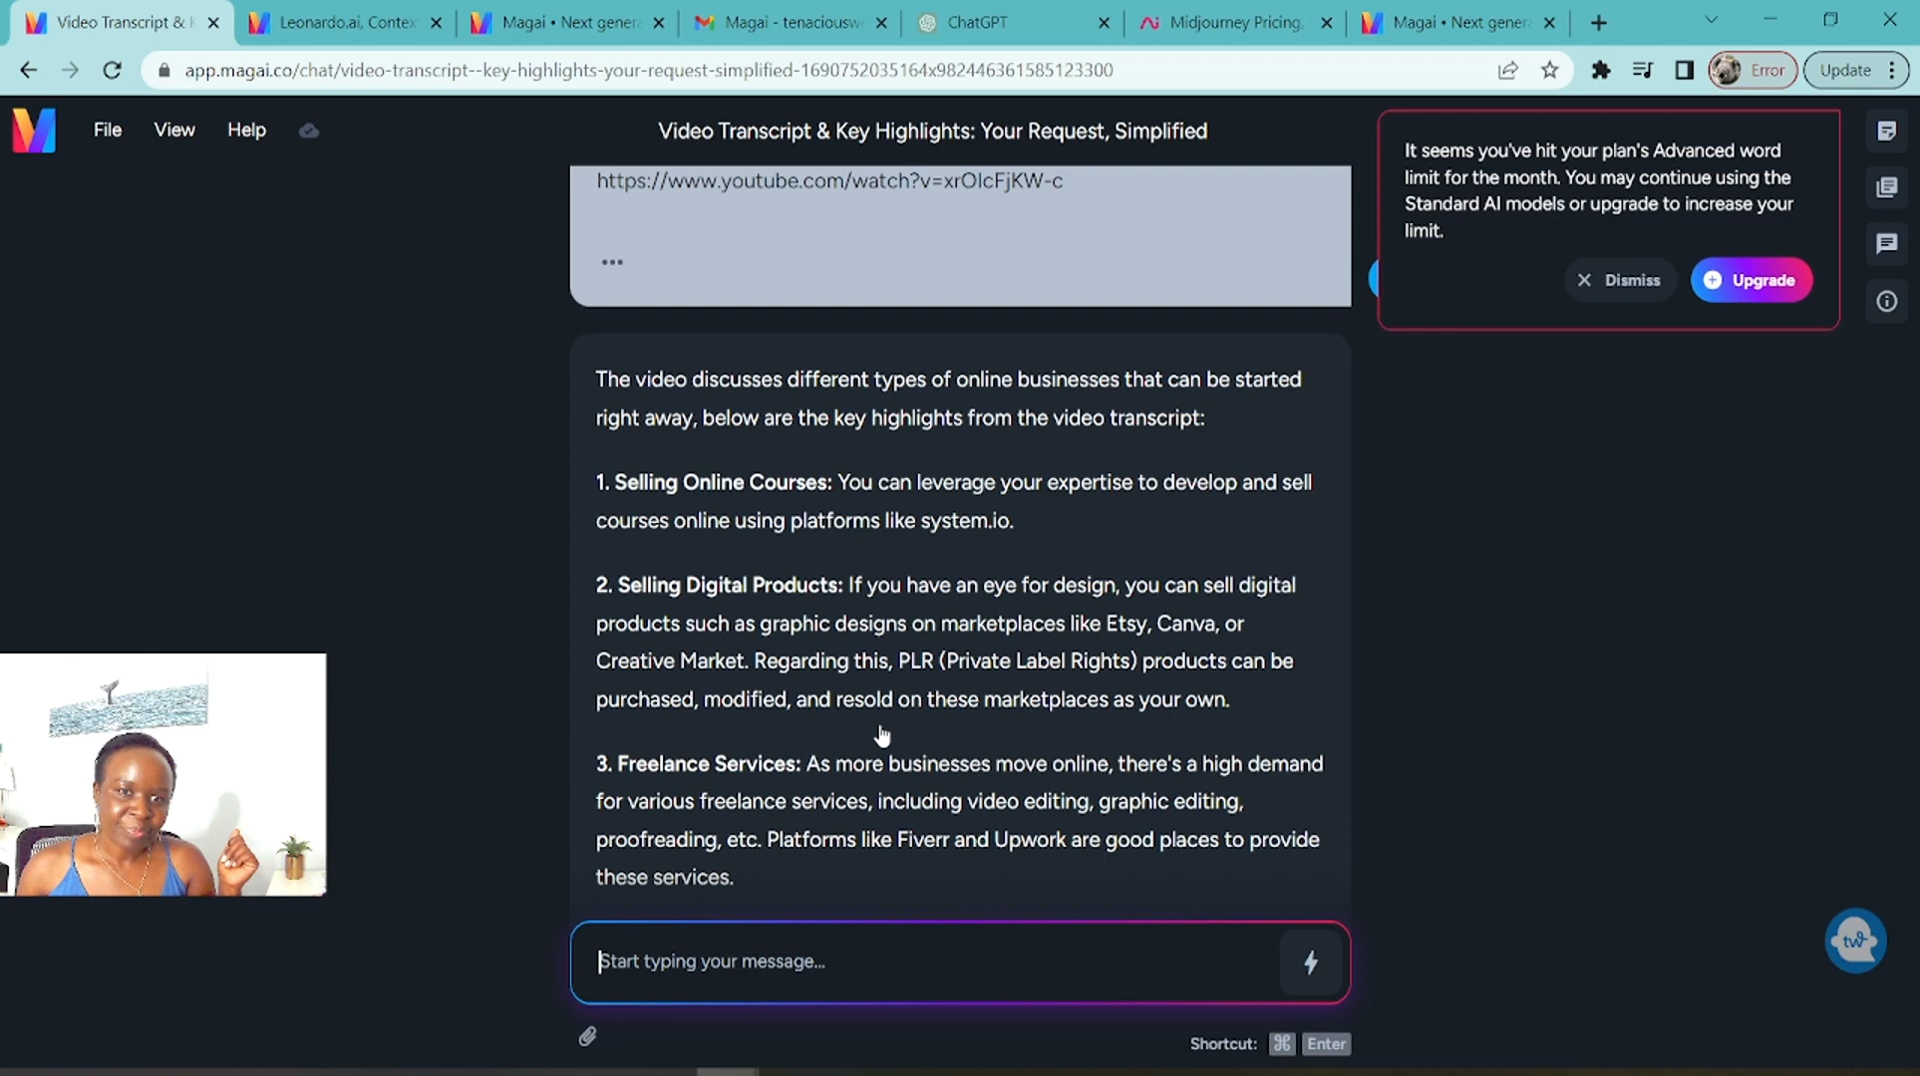 Video Transcript & K
Leonardo.ai, Contex
Magai • Next genera
Magai - tenaciousw
ChatGPT
Midjourney Pricing,
Magai • Next genera
app.magai.co/chat/video-transcript--key-highlights-your-request-simplified-1690752035164x982446361585123300
Error
Update
File
View
Help
Video Transcript & Key Highlights: Your Request, Simplified
https://www.youtube.com/watch?v=xrOlcFjKW-c
...
It seems you've hit your plan's Advanced word
limit for the month. You may continue using the
Standard AI models or upgrade to increase your
limit.
Dismiss
Upgrade
The video discusses different types of online businesses that can be started
right away, below are the key highlights from the video transcript:
1. Selling Online Courses: You can leverage your expertise to develop and sell
courses online using platforms like system.io.
2. Selling Digital Products: If you have an eye for design, you can sell digital
products such as graphic designs on marketplaces like Etsy, Canva, or
Creative Market. Regarding this, PLR (Private Label Rights) products can be
purchased, modified, and resold on these marketplaces as your own.
3. Freelance Services: As more businesses move online, there's a high demand
for various freelance services, including video editing, graphic editing,
proofreading, etc. Platforms like Fiverr and Upwork are good places to provide
these services.
Start typing your message...
Shortcut: ⌘ Enter
tw